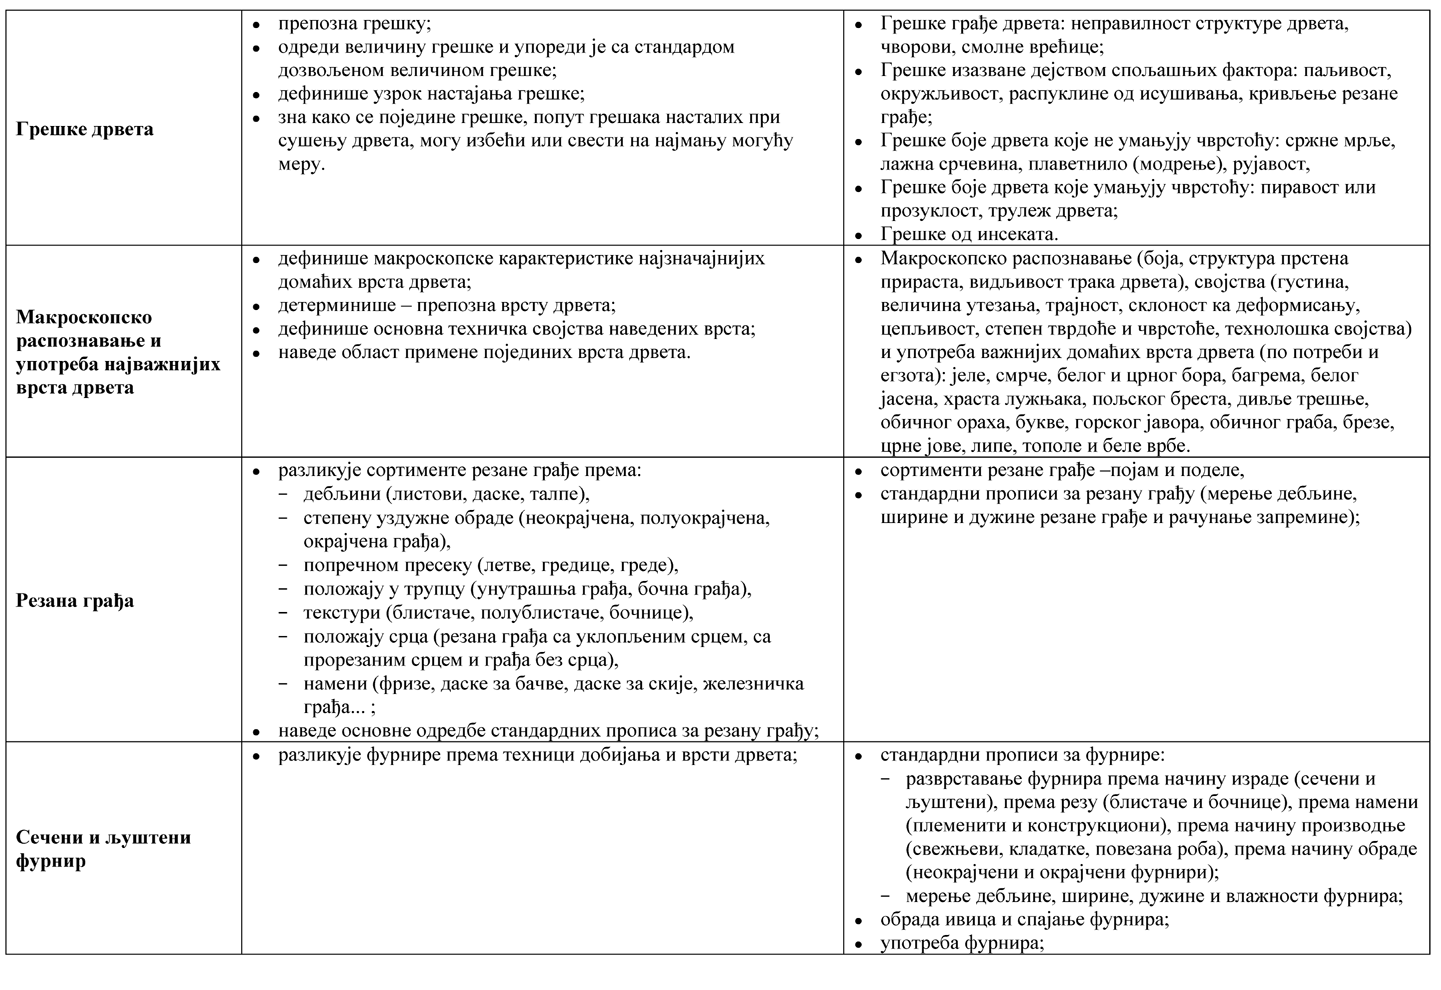 Грешке дрвета
• препозна грешку;
• одреди величину грешке и упореди је са стандардом
дозвољеном величином грешке;
• дефинише узрок настајања грешке;
• зна како се поједине грешке, попут грешака насталих при
сушењу дрвета, могу избећи или свести на најмању могућу
меру.
• Грешке грађе дрвета: неправилност структуре дрвета,
чворови, смолне врећице;
• Грешке изазване дејством спољашњих фактора: паљивост,
окружљивост, распуклине од исушивања, кривљење резане
грађе;
• Грешке боје дрвета које не умањују чврстоћу: сржне мрље,
лажна срчевина, плаветнило (модрење), рујавост,
• Грешке боје дрвета које умањују чврстоћу: пиравост или
прозуклост, трулеж дрвета;
• Грешке од инсеката.
Макроскопско
распознавање и
употреба најважнијих
врста дрвета
• дефинише макроскопске карактеристике најзначајнијих
домаћих врста дрвета;
• детерминише – препозна врсту дрвета;
• дефинише основна техничка својства наведених врста;
• наведе област примене појединих врста дрвета.
• Макроскопско распознавање (боја, структура прстена
прираста, видљивост трака дрвета), својства (густина,
величина утезања, трајност, склоност ка деформисању,
цепљивост, степен тврдоће и чврстоће, технолошка својства)
и употреба важнијих домаћих врста дрвета (по потреби и
егзота): јеле, смрче, белог и црног бора, багрема, белог
јасена, храста лужњака, пољског бреста, дивље трешње,
обичног ораха, букве, горског јавора, обичног граба, брезе,
црне јове, липе, тополе и беле врбе.
Резана грађа
• разликује сортименте резане грађе према:
− дебљини (листови, даске, талпе),
− степену уздужне обраде (неокрајчена, полуокрајчена,
окрајчена грађа),
− попречном пресеку (летве, гредице, греде),
− положају у трупцу (унутрашња грађа, бочна грађа),
− текстури (блистаче, полублистаче, бочнице),
− положају срца (резана грађа са уклопљеним срцем, са
прорезаним срцем и грађа без срца),
− намени (фризе, даске за бачве, даске за скије, железничка
грађа... ;
• наведе основне одредбе стандардних прописа за резану грађу;
• сортименти резане грађе –појам и поделе,
• стандардни прописи за резану грађу (мерење дебљине,
ширине и дужине резане грађе и рачунање запремине);
Сечени и љуштени
фурнир
• разликује фурнире према техници добијања и врсти дрвета;
• стандардни прописи за фурнире:
− разврставање фурнира према начину израде (сечени и
љуштени), према резу (блистаче и бочнице), према намени
(племенити и конструкциони), према начину производње
(свежњеви, кладатке, повезана роба), према начину обраде
(неокрајчени и окрајчени фурнири);
− мерење дебљине, ширине, дужине и влажности фурнира;
• обрада ивица и спајање фурнира;
• употреба фурнира;